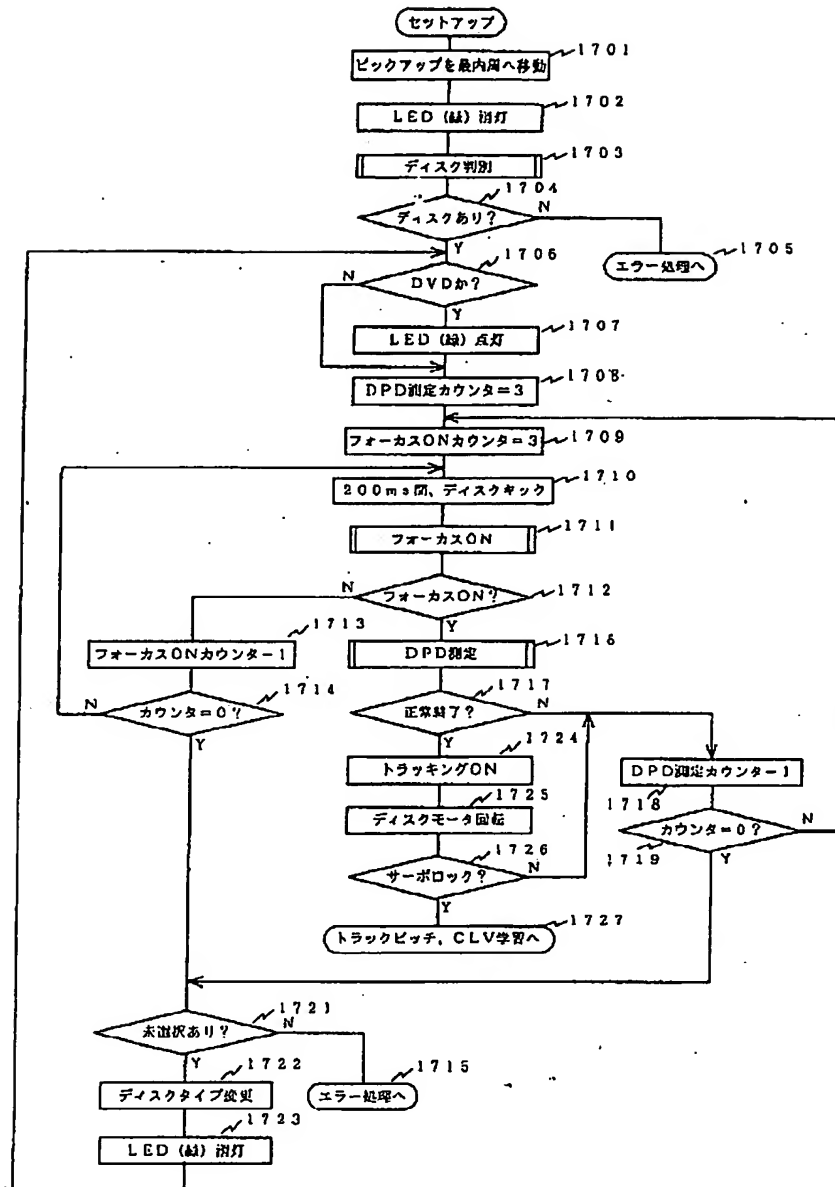 セットアップ
ピックアップを最内周へ移動
1701
LED (緑) 消灯
1702
ディスク判別
1703
ディスクあり?
1704
N
Y
エラー処理へ
1705
DVDか?
1706
N
Y
LED (緑) 点灯
1707
DPD測定カウンタ=3
1708
フォーカスONカウンター=3
1709
200ms間、ディスクキック
1710
フォーカスON
1711
フォーカスON?
1712
N
Y
フォーカスONカウンター1
1713
カウンタ=0?
1714
N
Y
DPD測定
1716
正常終了?
1717
N
Y
トラッキングON
1724
ディスクモータ回転
1725
サーボロック?
1726
N
Y
トラックピッチ, CLV学習へ
1727
DPD測定カウンター1
1718
カウンタ=0?
1719
N
Y
未選択あり?
1721
N
Y
エラー処理へ
1715
ディスクタイプ変更
1722
LED (緑) 消灯
1723